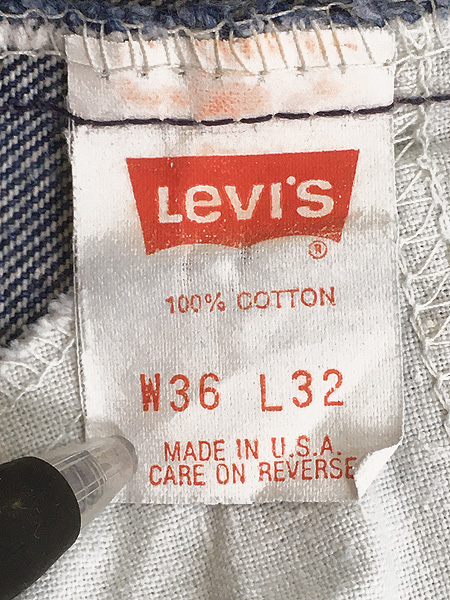 Levi's
®
100% COTTON
W36 L32
MADE IN U.S.A.
CARE ON REVERSE